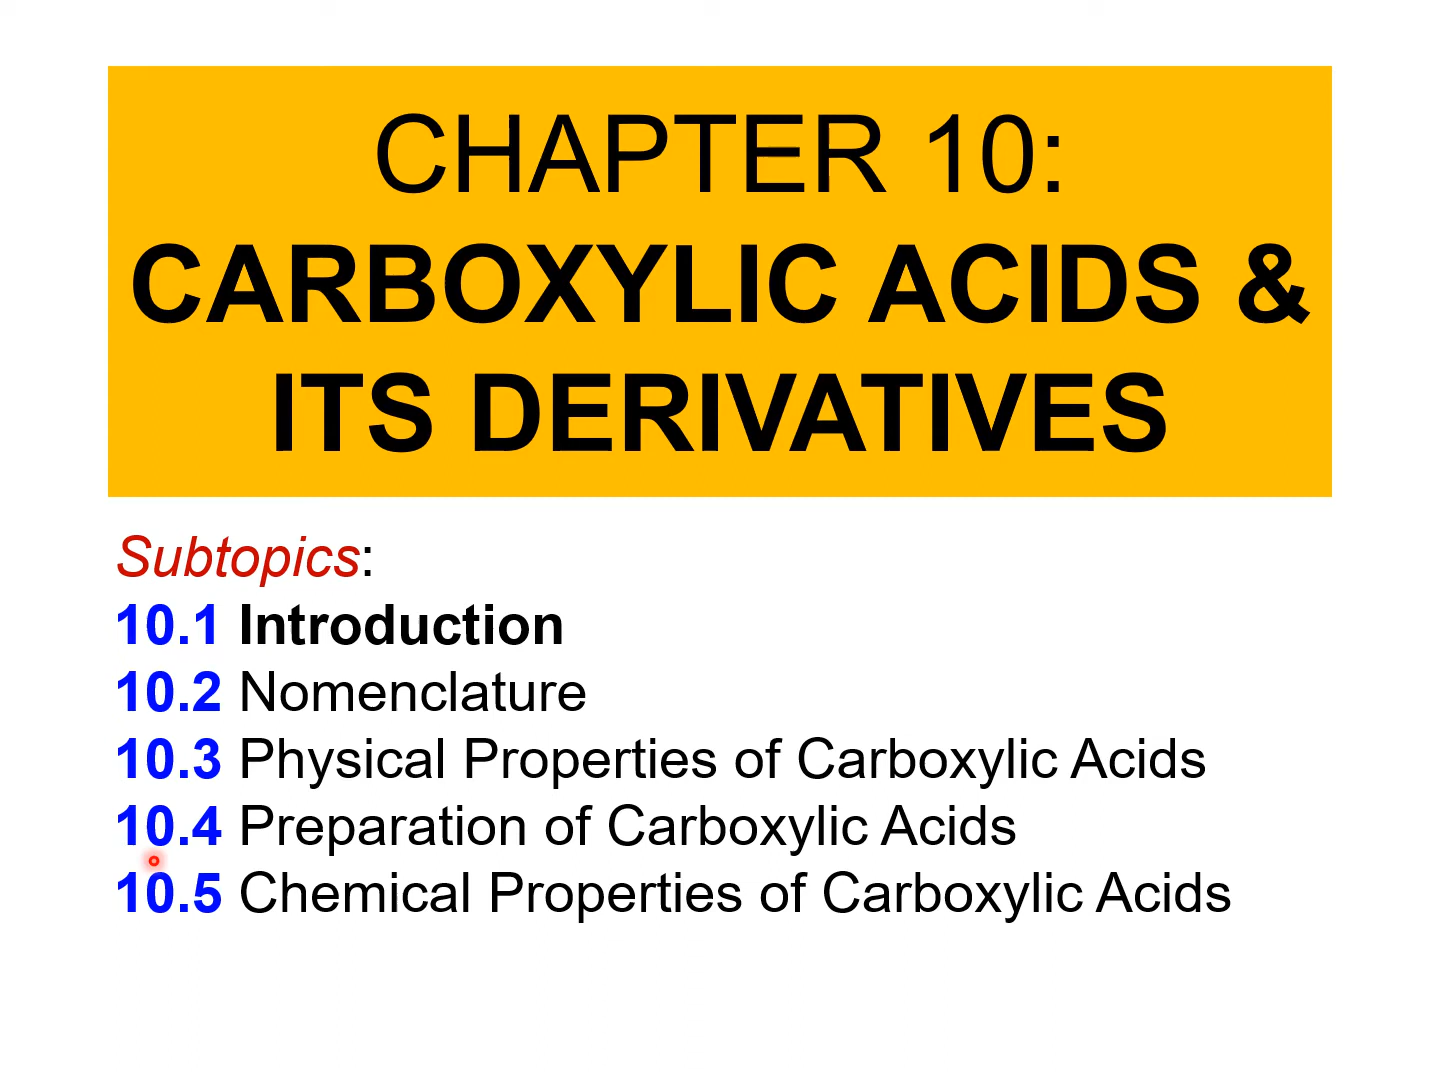 CHAPTER 10:
CARBOXYLIC ACIDS &
ITS DERIVATIVES
Subtopics:
10.1 Introduction
10.2 Nomenclature
10.3 Physical Properties of Carboxylic Acids
10.4 Preparation of Carboxylic Acids
10.5 Chemical Properties of Carboxylic Acids